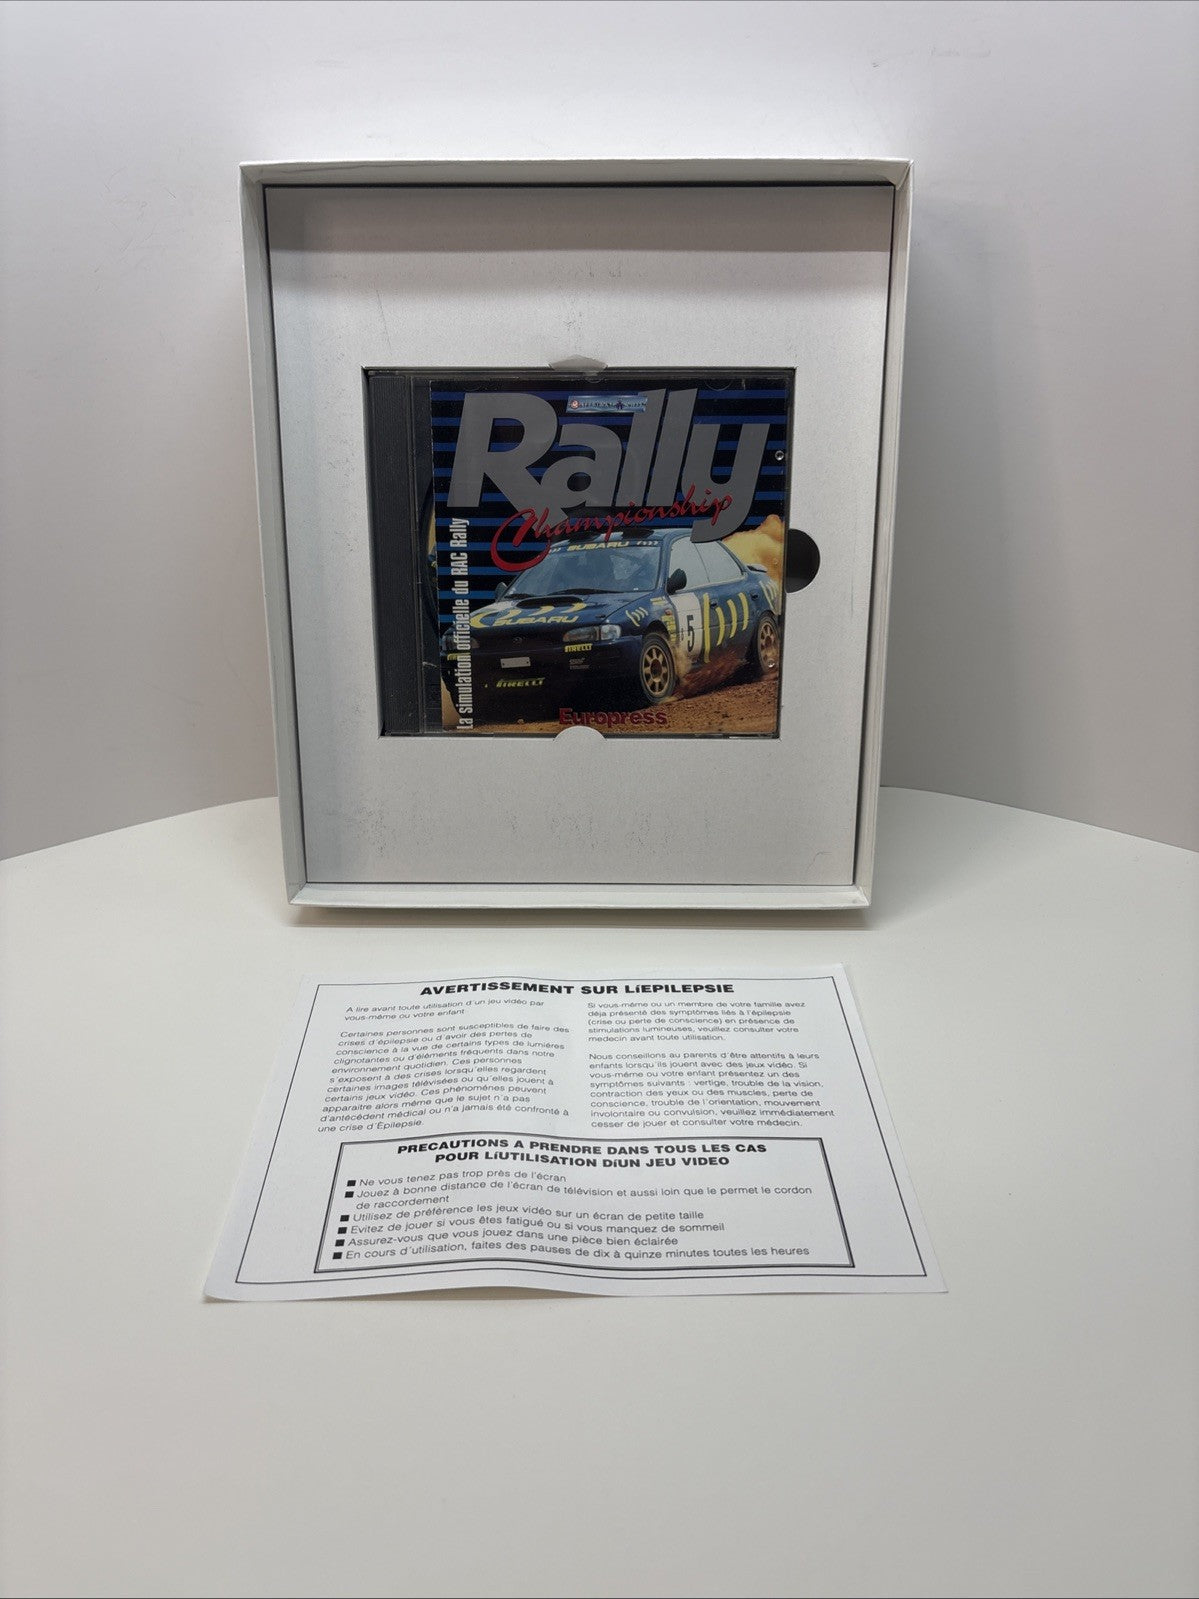 Rally
Championship
La simulation officielle du RAC Rally
SUBARU
SUBARU
5
PIRELLI
PIRELLI
Europress
AVERTISSEMENT SUR LíEPILEPSIE
A lire avant toute utilisation d'un jeu vidéo par
vous-même ou votre enfant
Certaines personnes sont susceptibles de faire des
crises d'épilepsie ou d'avoir des pertes de
conscience à la vue de certains types de lumières
clignotantes ou d'éléments fréquents dans notre
environnement quotidien. Ces personnes
s'exposent à des crises lorsqu'elles regardent
certaines images télévisées ou qu'elles jouent à
certains jeux vidéo. Ces phénomènes peuvent
apparaitre alors même que le sujet n'a pas
d'antécédent médical ou n'a jamais été confronté à
une crise d'Épilepsie.
Si vous-même ou un membre de votre famille avez
déja présenté des symptômes liés à l'épilepsie
(crise ou perte de conscience) en présence de
stimulations lumineuses, veuillez consulter votre
medecin avant toute utilisation.
Nous conseillons au parents d'être attentifs à leurs
enfants lorsqu'ils jouent avec des jeux vidéo. Si
vous-même ou votre enfant présentez un des
symptômes suivants : vertige, trouble de la vision,
contraction des yeux ou des muscles, perte de
conscience, trouble de l'orientation, mouvement
involontaire ou convulsion, veuillez immédiatement
cesser de jouer et consulter votre médecin.
PRECAUTIONS A PRENDRE DANS TOUS LES CAS
POUR LíUTILISATION DíUN JEU VIDEO
■ Ne vous tenez pas trop près de l'écran
■ Jouez à bonne distance de l'écran de télévision et aussi loin que le permet le cordon
de raccordement
■ Utilisez de préférence les jeux vidéo sur un écran de petite taille
■ Evitez de jouer si vous êtes fatigué ou si vous manquez de sommeil
■ Assurez-vous que vous jouez dans une pièce bien éclairée
■ En cours d'utilisation, faites des pauses de dix à quinze minutes toutes les heures